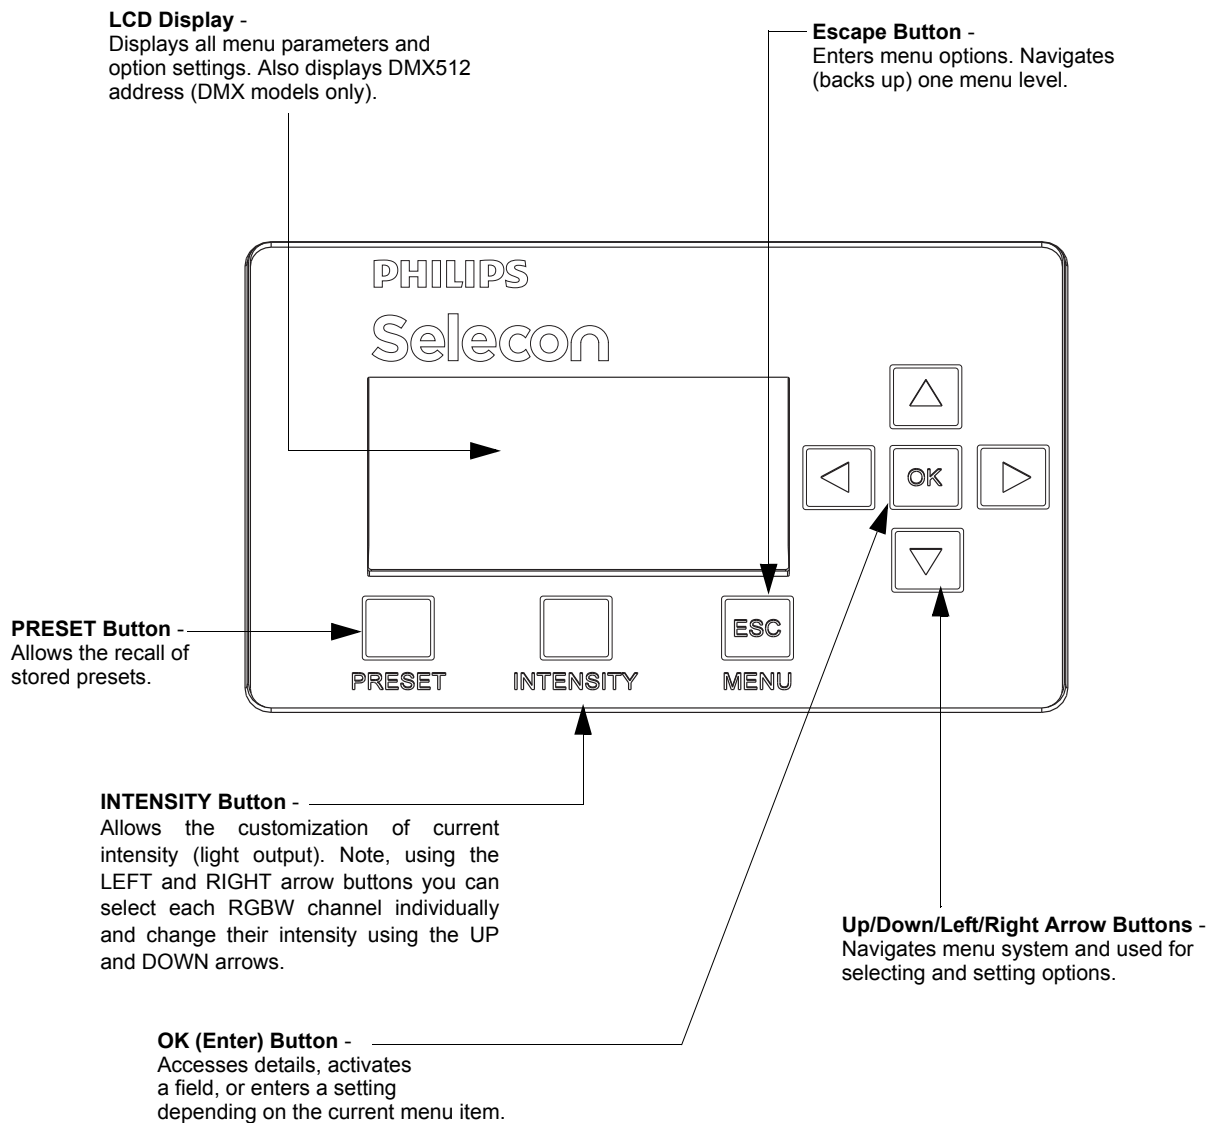 LCD Display -
Displays all menu parameters and
option settings. Also displays DMX512
address (DMX models only).
Escape Button -
Enters menu options. Navigates
(backs up) one menu level.
PHILIPS
Selecon
OK
ESC
PRESET
INTENSITY
MENU
PRESET Button -
Allows the recall of
stored presets.
INTENSITY Button -
Allows the customization of current
intensity (light output). Note, using the
LEFT and RIGHT arrow buttons you can
select each RGBW channel individually
and change their intensity using the UP
and DOWN arrows.
Up/Down/Left/Right Arrow Buttons -
Navigates menu system and used for
selecting and setting options.
OK (Enter) Button -
Accesses details, activates
a field, or enters a setting
depending on the current menu item.